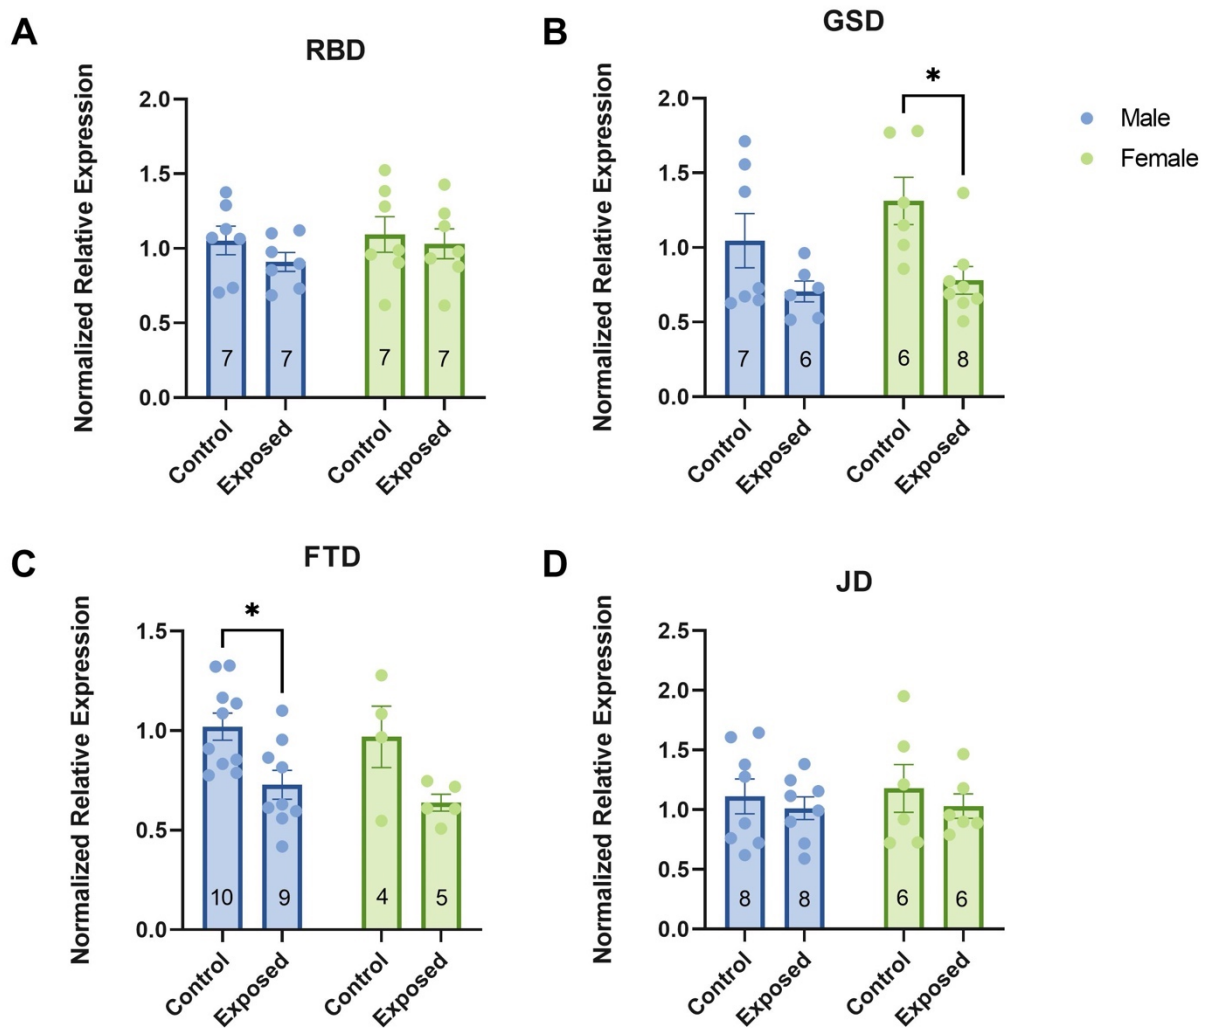 A
RBD
Normalized Relative Expression
2.0
1.5
1.0
0.5
0.0
7
7
7
7
Control
Exposed
Control
Exposed
B
GSD
Normalized Relative Expression
2.0
1.5
1.0
0.5
0.0
*
7
6
6
8
Control
Exposed
Control
Exposed
Male
Female
C
FTD
Normalized Relative Expression
1.5
1.0
0.5
0.0
*
10
9
4
5
Control
Exposed
Control
Exposed
D
JD
Normalized Relative Expression
2.5
2.0
1.5
1.0
0.5
0.0
8
8
6
6
Control
Exposed
Control
Exposed